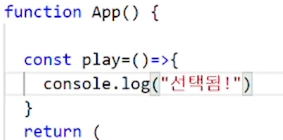 function App() {
const play=()=>{
console.log("선택됨!")
}
return (